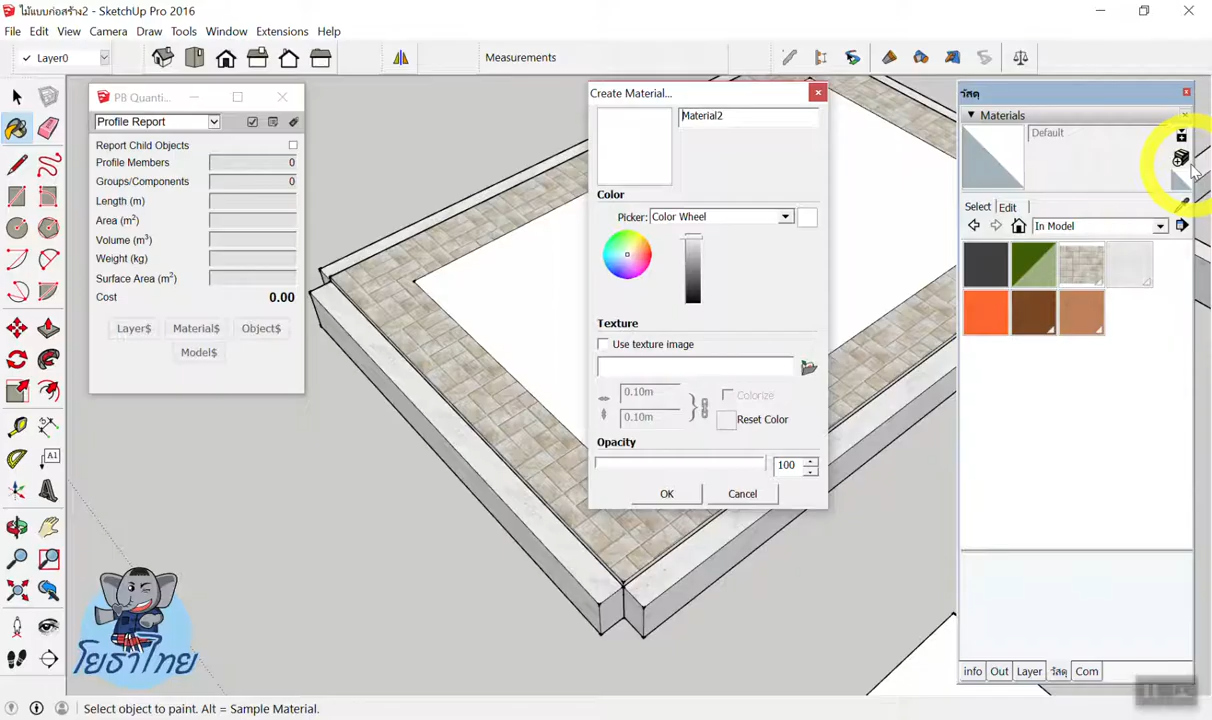 ไม้แบบก่อสร้าง2 - SketchUp Pro 2016
File Edit View Camera Draw Tools Window Extensions Help
Layer0
Measurements
PB Quanti...
Profile Report
Report Child Objects
Profile Members 0
Groups/Components 0
Length (m)
Area (m²)
Volume (m³)
Weight (kg)
Surface Area (m²)
Cost 0.00
Layer$ Material$ Object$
Model$
Create Material...
Material2
Color
Picker: Color Wheel
Texture
Use texture image
0.10m
Colorize
0.10m
Reset Color
Opacity
100
OK Cancel
วัสดุ
Materials
Default
Select Edit
In Model
info Out Layer วัสดุ Com
A1
โยธาไทย
Select object to paint. Alt = Sample Material.